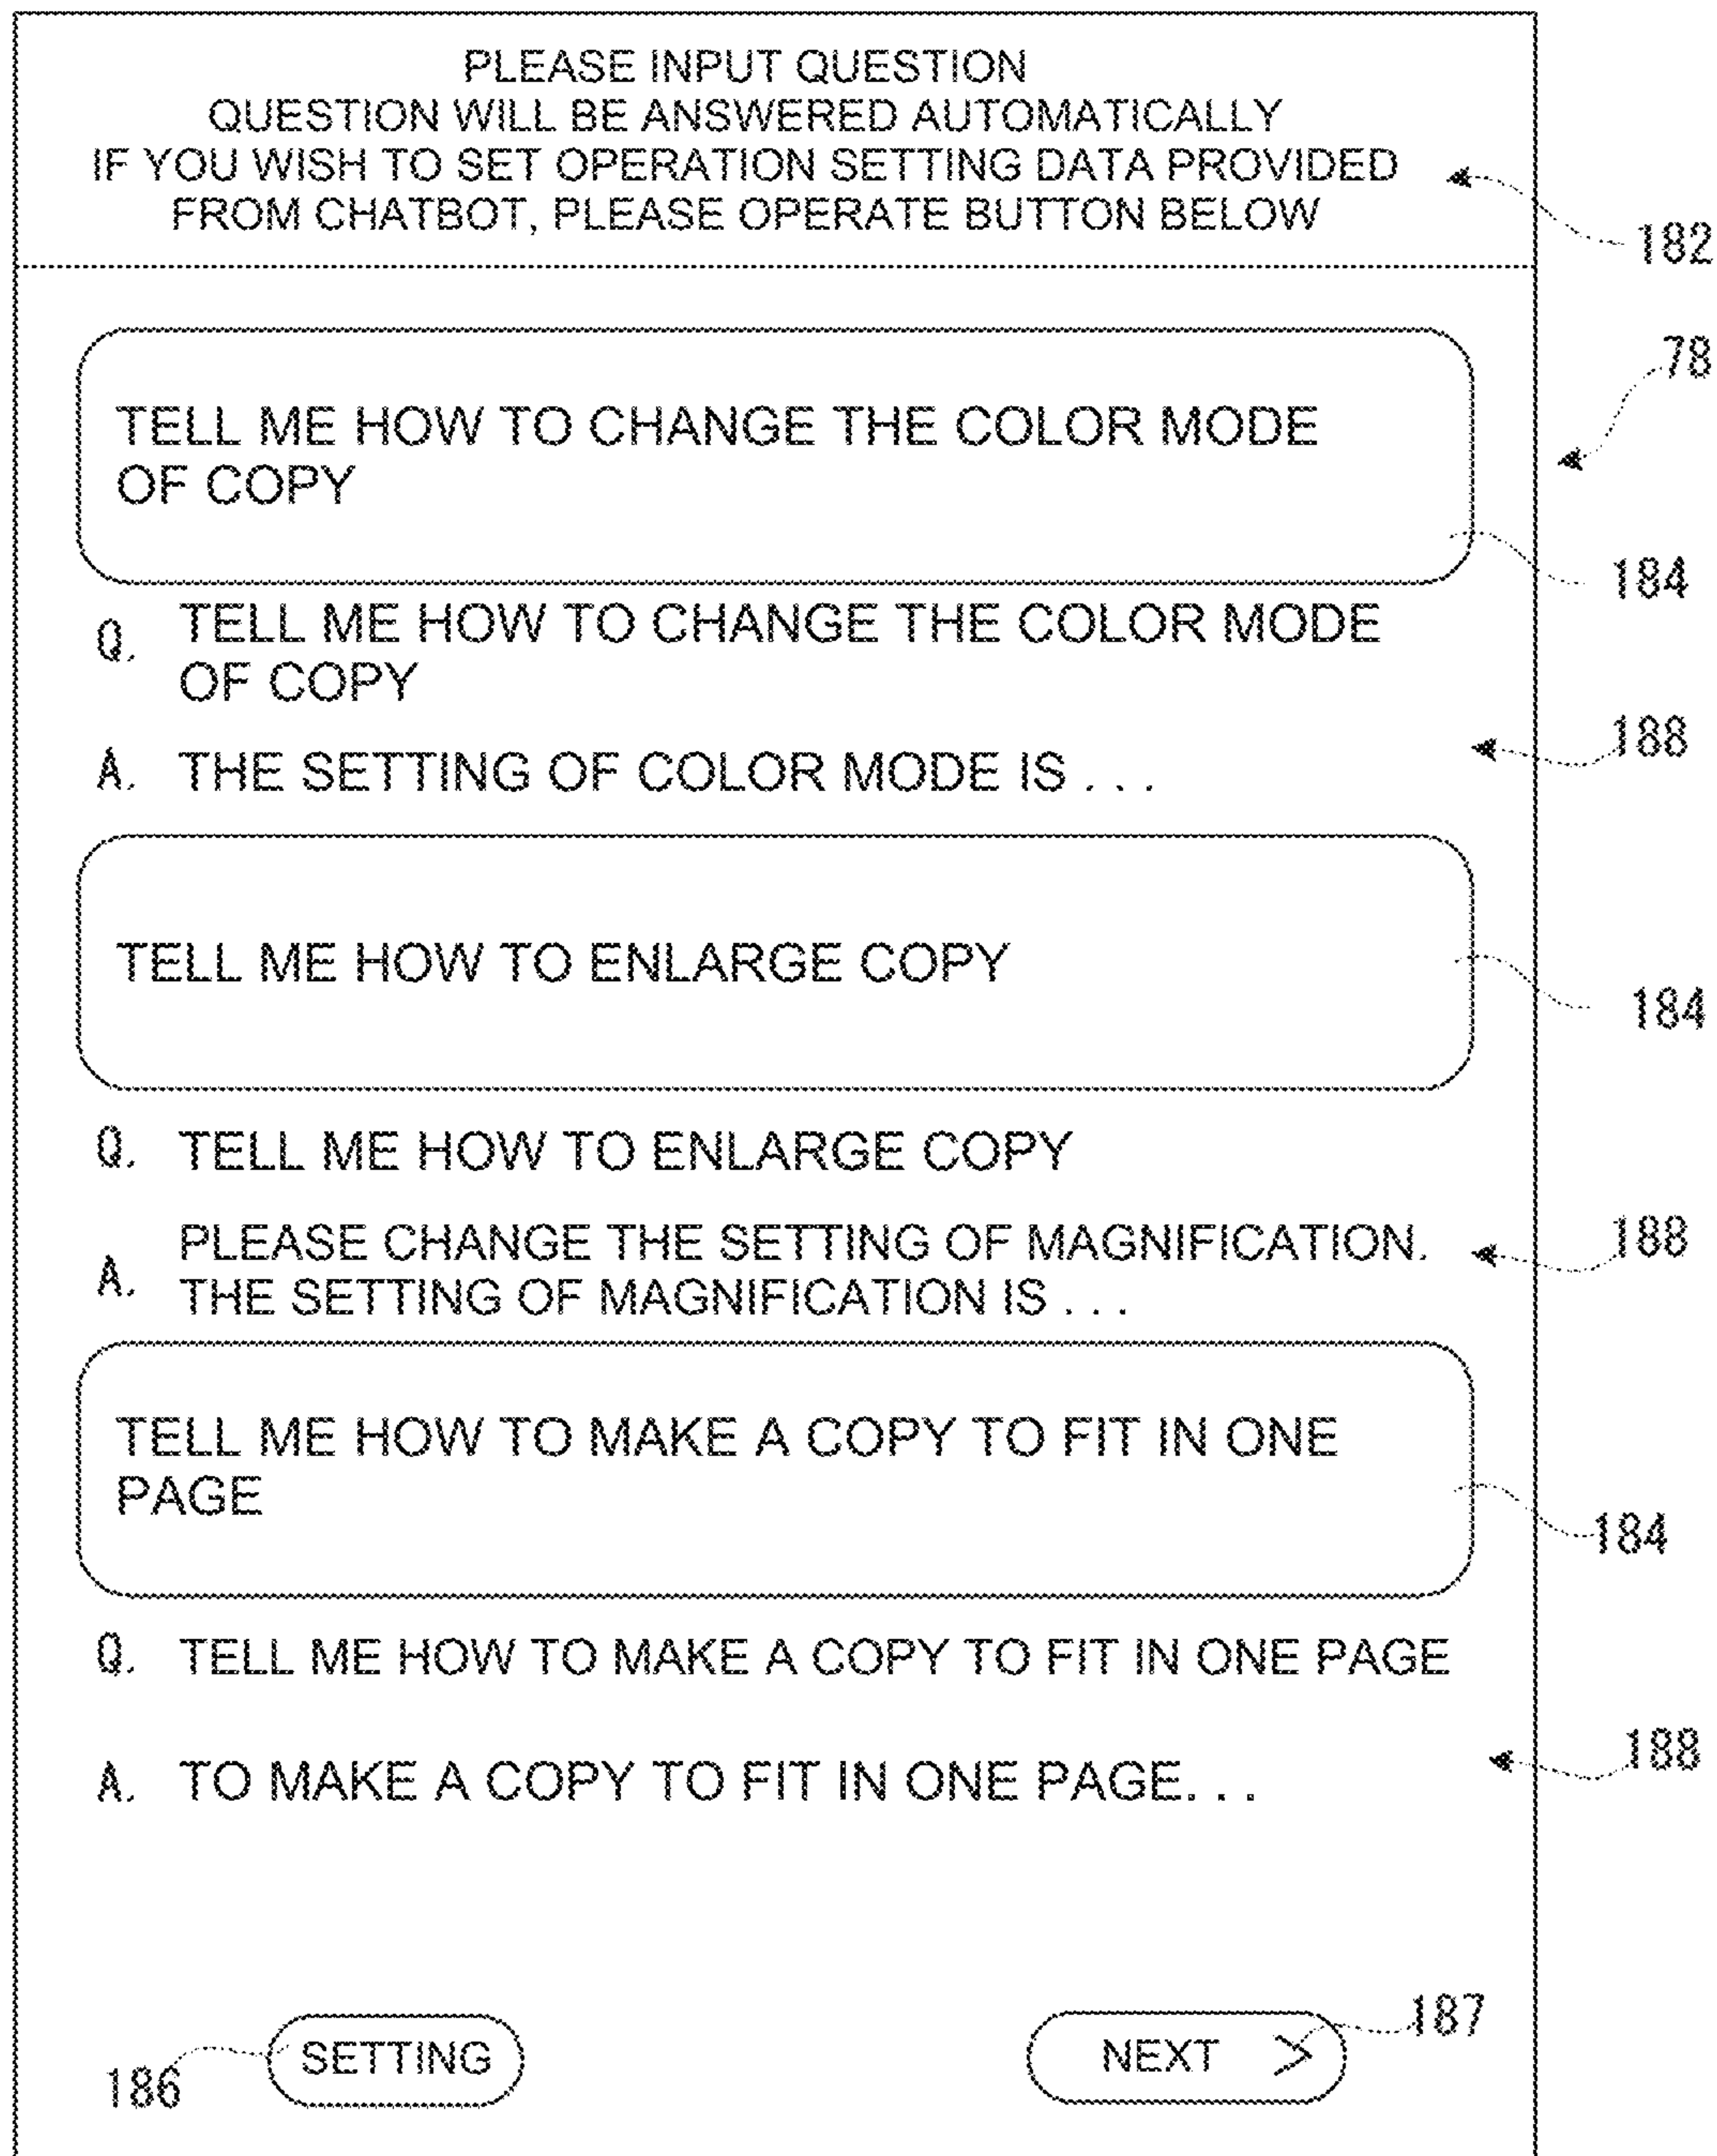 PLEASE INPUT QUESTION
QUESTION WILL BE ANSWERED AUTOMATICALLY
IF YOU WISH TO SET OPERATION SETTING DATA PROVIDED
FROM CHATBOT, PLEASE OPERATE BUTTON BELOW
182
78
TELL ME HOW TO CHANGE THE COLOR MODE
OF COPY
184
Q. TELL ME HOW TO CHANGE THE COLOR MODE
OF COPY
188
A. THE SETTING OF COLOR MODE IS . . .
TELL ME HOW TO ENLARGE COPY
184
Q. TELL ME HOW TO ENLARGE COPY
A. PLEASE CHANGE THE SETTING OF MAGNIFICATION.
THE SETTING OF MAGNIFICATION IS . . .
188
TELL ME HOW TO MAKE A COPY TO FIT IN ONE
PAGE
184
Q. TELL ME HOW TO MAKE A COPY TO FIT IN ONE PAGE
188
A. TO MAKE A COPY TO FIT IN ONE PAGE. . .
187
SETTING
NEXT >
186